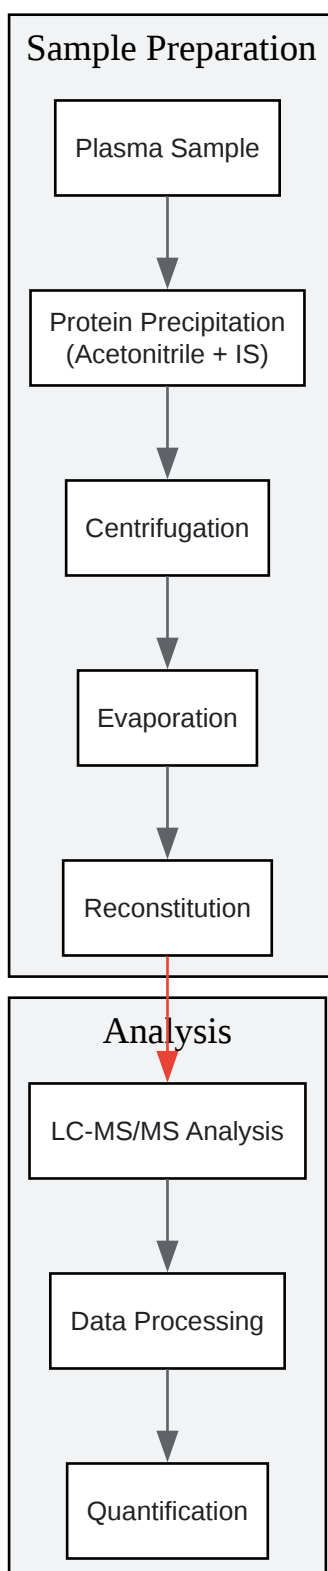 Sample Preparation
Plasma Sample
Protein Precipitation
(Acetonitrile + IS)
Centrifugation
Evaporation
Reconstitution
Analysis
LC-MS/MS Analysis
Data Processing
Quantification